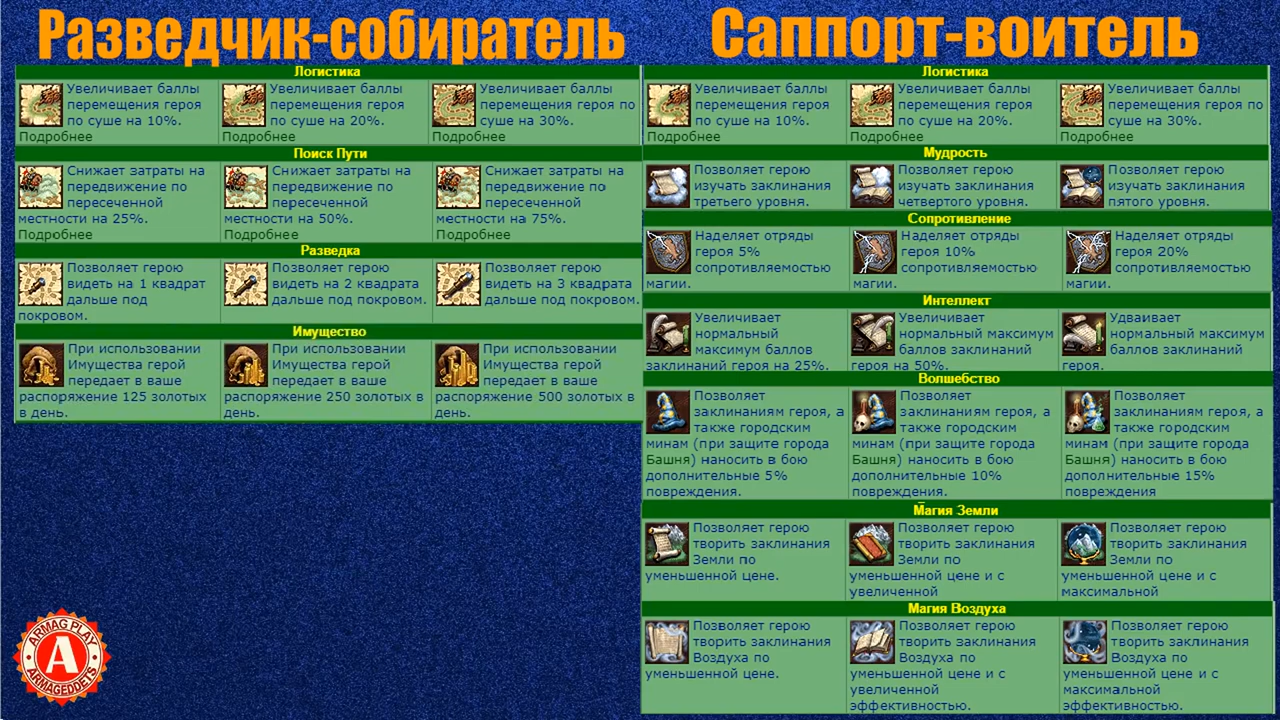 Разведчик-собиратель
Логистика
Увеличивает баллы
перемещения героя
по суше на 10%.
Подробнее
Увеличивает баллы
перемещения героя
по суше на 20%.
Подробнее
Увеличивает баллы
перемещения героя по
суше на 30%.
Подробнее
Поиск Пути
Снижает затраты на
передвижение по
пересеченной
местности на 25%.
Подробнее
Снижает затраты на
передвижение по
пересеченной
местности на 50%.
Подробнее
Снижает затраты на
передвижение по
пересеченной
местности на 75%.
Подробнее
Разведка
Позволяет герою
видеть на 1 квадрат
дальше под
покровом.
Позволяет герою
видеть на 2 квадрата
дальше под покровом.
Позволяет герою
видеть на 3 квадрата
дальше под покровом.
Имущество
При использовании
Имущества герой
передает в ваше
распоряжение 125 золотых
в день.
При использовании
Имущества герой
передает в ваше
распоряжение 250 золотых в
день.
При использовании
Имущества герой
передает в ваше
распоряжение 500 золотых в
день.
Саппорт-воитель
Логистика
Увеличивает баллы
перемещения героя
по суше на 10%.
Подробнее
Увеличивает баллы
перемещения героя
по суше на 20%.
Подробнее
Увеличивает баллы
перемещения героя по
суше на 30%.
Подробнее
Мудрость
Позволяет герою
изучать заклинания
третьего уровня.
Позволяет герою
изучать заклинания
четвертого уровня.
Позволяет герою
изучать заклинания
пятого уровня.
Сопротивление
Наделяет отряды
героя 5%
сопротивляемостью
магии.
Наделяет отряды
героя 10%
сопротивляемостью
магии.
Наделяет отряды
героя 20%
сопротивляемостью
магии.
Интеллект
Увеличивает
нормальный
максимум баллов
заклинаний героя на 25%.
Увеличивает
нормальный максимум
баллов заклинаний
героя на 50%.
Удваивает
нормальный максимум
баллов заклинаний
героя.
Волшебство
Позволяет
заклинаниям героя, а
также городским
минам (при защите города
Башня) наносить в бою
дополнительные 5%
повреждения.
Позволяет
заклинаниям героя, а
также городским
минам (при защите города
Башня) наносить в бою
дополнительные 10%
повреждения.
Позволяет
заклинаниям героя, а
также городским
минам (при защите города
Башня) наносить в бою
дополнительные 15%
повреждения
Магия Земли
Позволяет герою
творить заклинания
Земли по
уменьшенной цене.
Позволяет герою
творить заклинания
Земли по
уменьшенной цене и с
увеличенной
Позволяет герою
творить заклинания
Земли по
уменьшенной цене и с
максимальной
Магия Воздуха
Позволяет герою
творить заклинания
Воздуха по
уменьшенной цене.
Позволяет герою
творить заклинания
Воздуха по
уменьшенной цене и с
увеличенной
эффективностью.
Позволяет герою
творить заклинания
Воздуха по
уменьшенной цене и с
максимальной
эффективностью.
ARMAG PLAY
A
ARMAGEDDETS